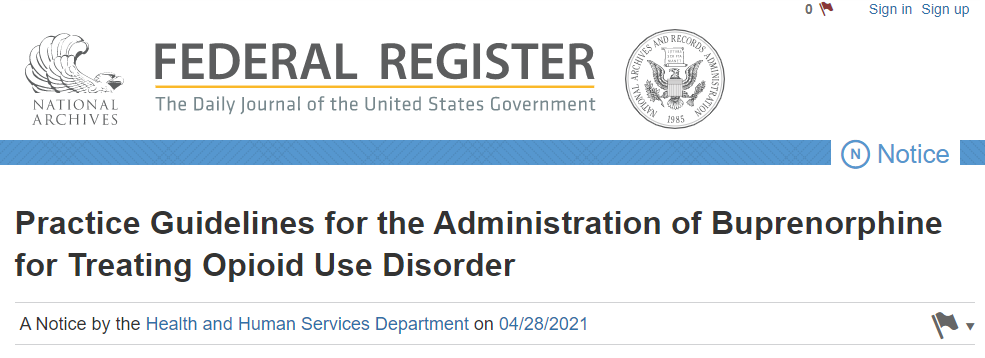 0
Sign in Sign up
NATIONAL
ARCHIVES
FEDERAL REGISTER
The Daily Journal of the United States Government
NATIONAL ARCHIVES AND RECORDS ADMINISTRATION
1985
N Notice
Practice Guidelines for the Administration of Buprenorphine
for Treating Opioid Use Disorder
A Notice by the Health and Human Services Department on 04/28/2021